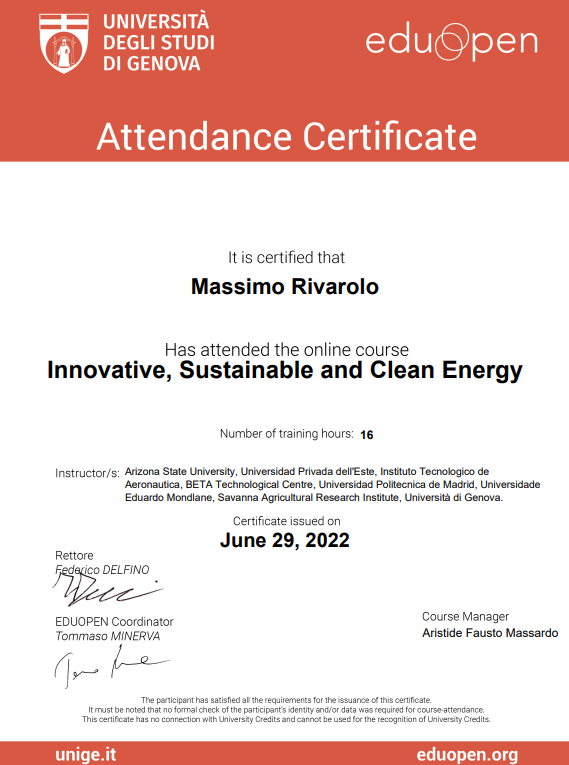 UNIVERSITÀ
DEGLI STUDI
DI GENOVA
eduopen
Attendance Certificate
It is certified that
Massimo Rivarolo
Has attended the online course
Innovative, Sustainable and Clean Energy
Number of training hours: 16
Instructor/s: Arizona State University, Universidad Privada dell'Este, Instituto Tecnologico de
Aeronautica, BETA Technological Centre, Universidad Politecnica de Madrid, Universidade
Eduardo Mondlane, Savanna Agricultural Research Institute, Università di Genova.
Certificate issued on
June 29, 2022
Rettore
Federico DELFINO
EDUOPEN Coordinator
Tommaso MINERVA
Course Manager
Aristide Fausto Massardo
The participant has satisfied all the requirements for the issuance of this certificate.
It must be noted that no formal check of the participant's identity and/or data was required for course-attendance.
This certificate has no connection with University Credits and cannot be used for the recognition of University Credits.
unige.it
eduopen.org